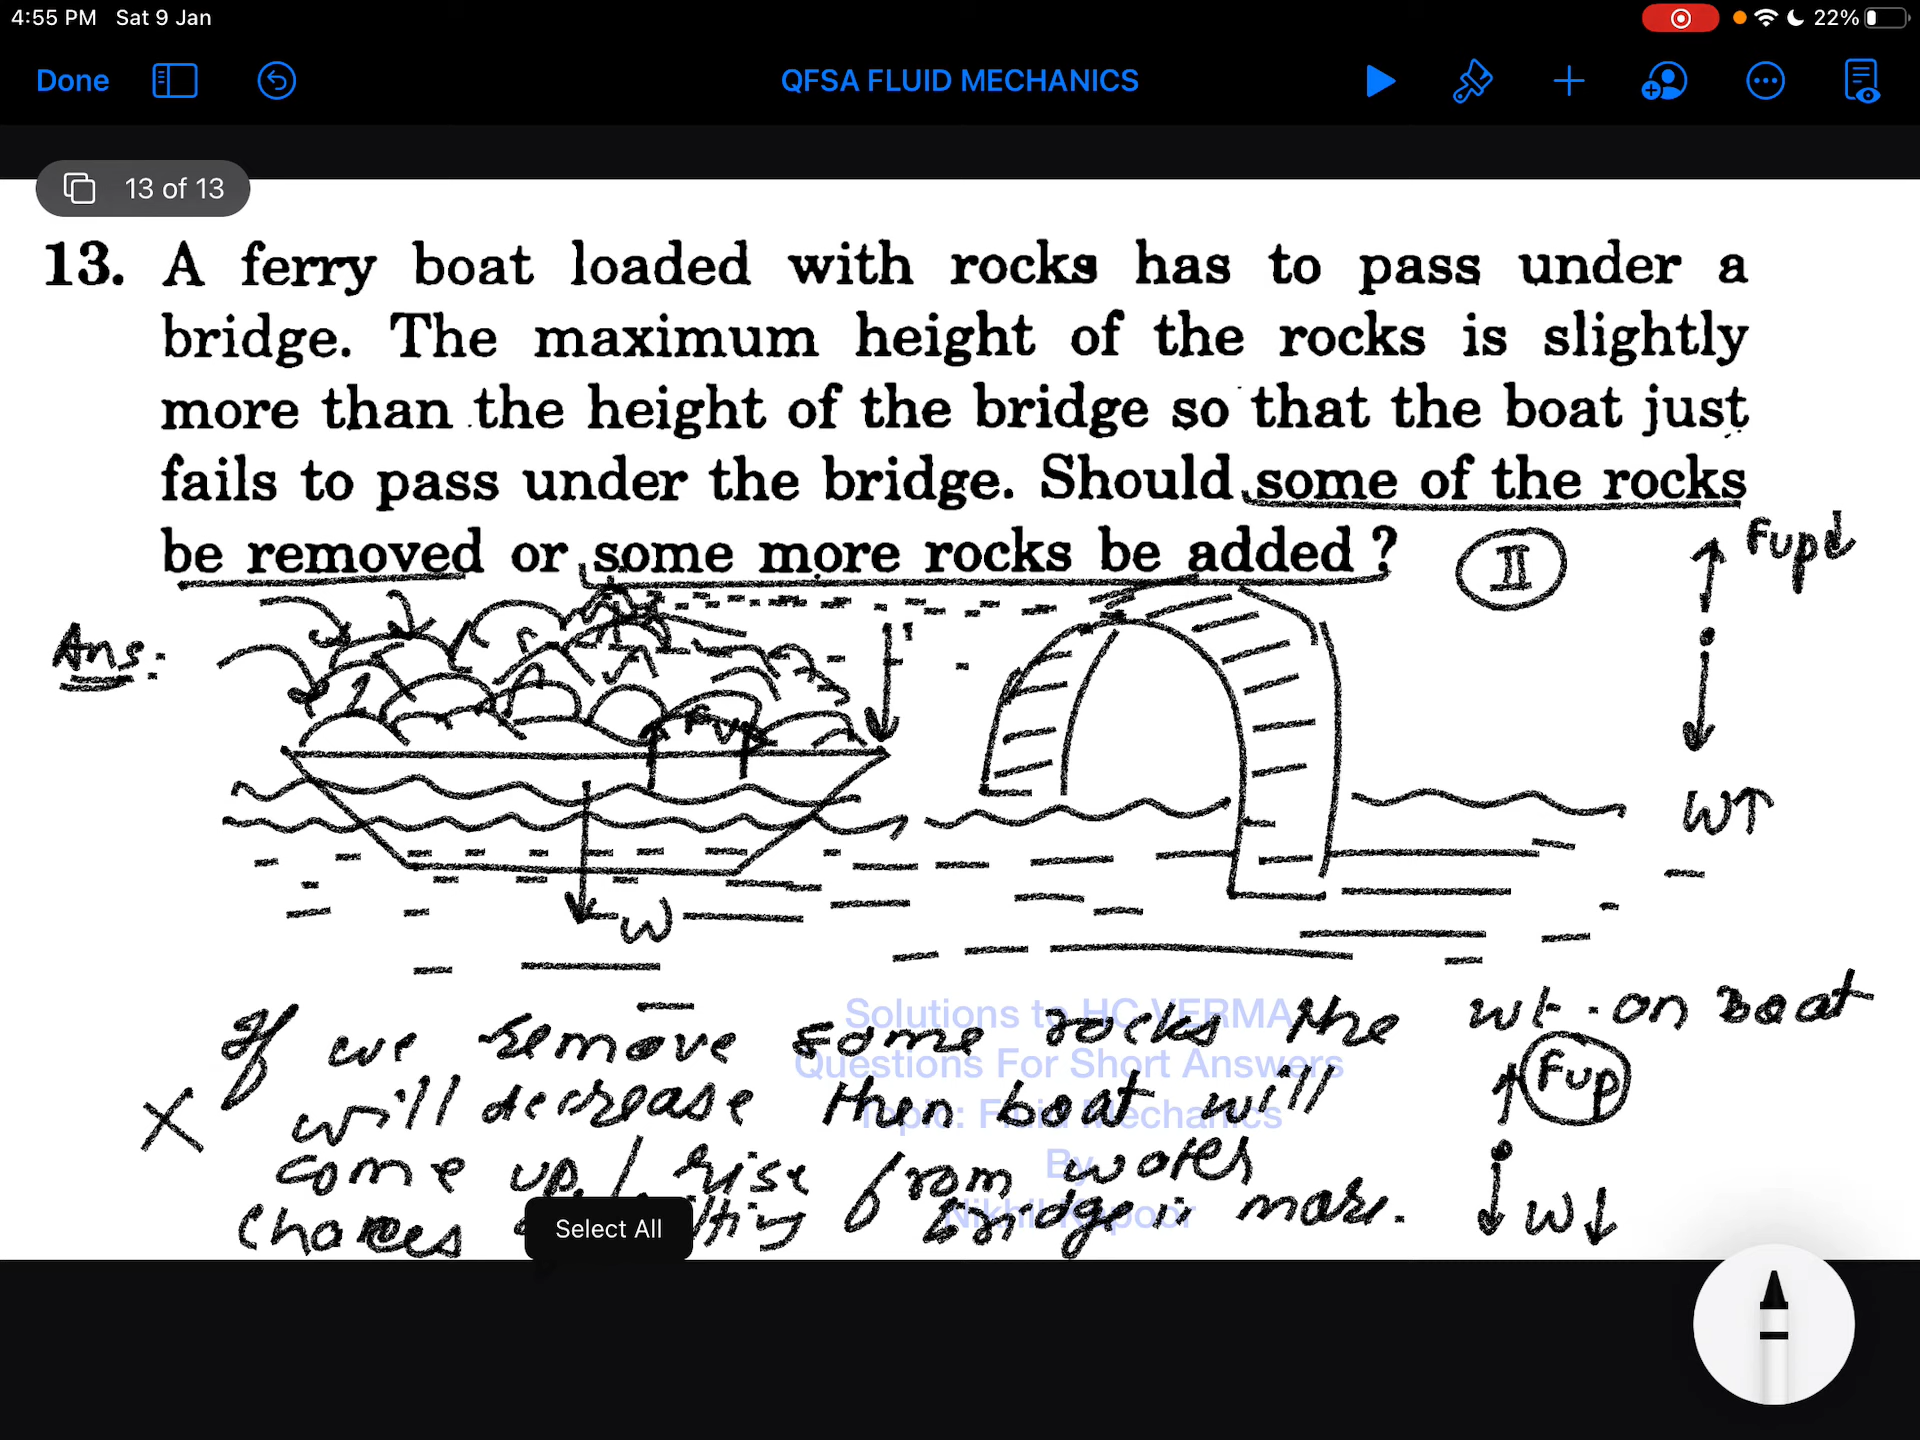 4:55 PM Sat 9 Jan 22%
Done QFSA FLUID MECHANICS
13 of 13
13. A ferry boat loaded with rocks has to pass under a
bridge. The maximum height of the rocks is slightly
more than the height of the bridge so that the boat just
fails to pass under the bridge. Should some of the rocks
be removed or some more rocks be added?
II
Fup↓
Ans:
Fup
W↑
W
Solutions to HC VERMA
Questions For Short Answers
Topic: Fluid Mechanics
By
Nikhil Kapoor
If we remove some rocks the wt. on Boat
will decrease then boat will
come up / rise from water
bridge is more.
Fup
W↓
Select All